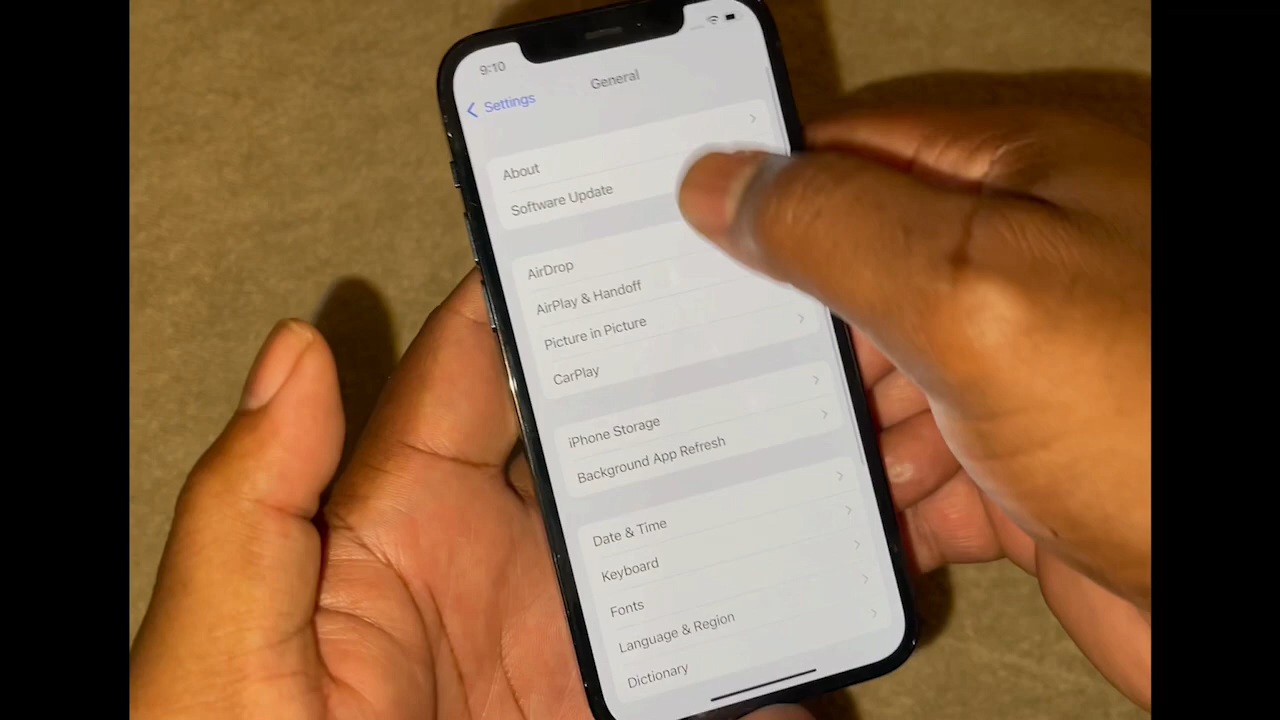 9:10
General
Settings
About
Software Update
AirDrop
AirPlay & Handoff
Picture in Picture
CarPlay
iPhone Storage
Background App Refresh
Date & Time
Keyboard
Fonts
Language & Region
Dictionary